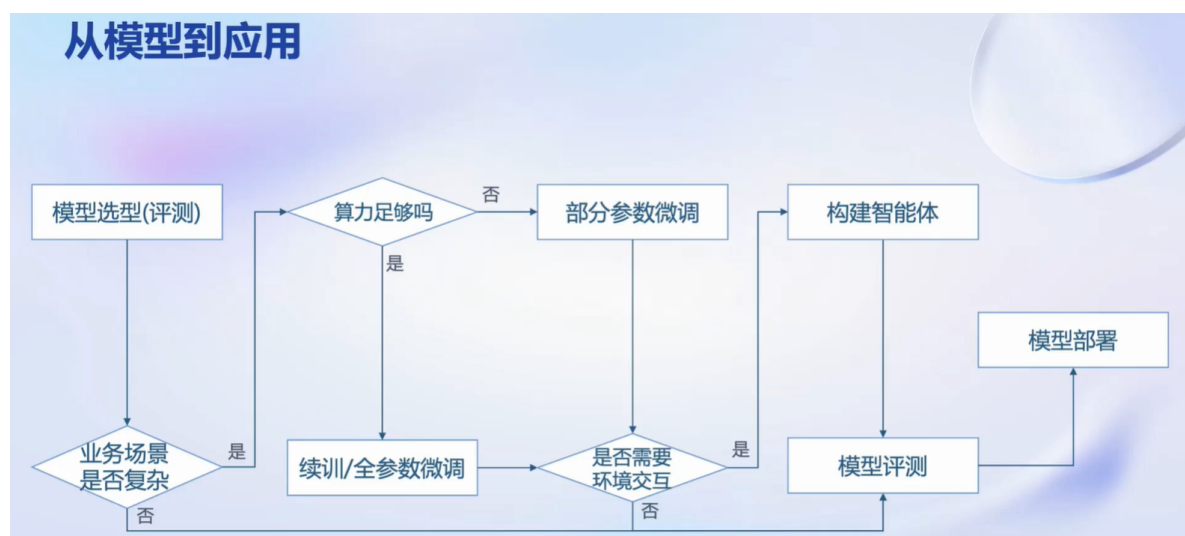 从模型到应用
模型选型(评测)
算力足够吗
否
部分参数微调
构建智能体
是
模型部署
业务场景
是否复杂
是
续训/全参数微调
是否需要
环境交互
是
模型评测
否
否